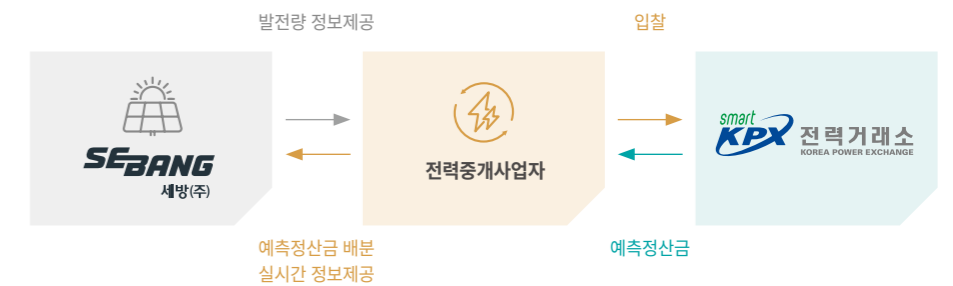 발전량 정보제공
입찰
SEBANG
세방(주)
전력중개사업자
smart
KPX
전력거래소
KOREA POWER EXCHANGE
예측정산금 배분
실시간 정보제공
예측정산금